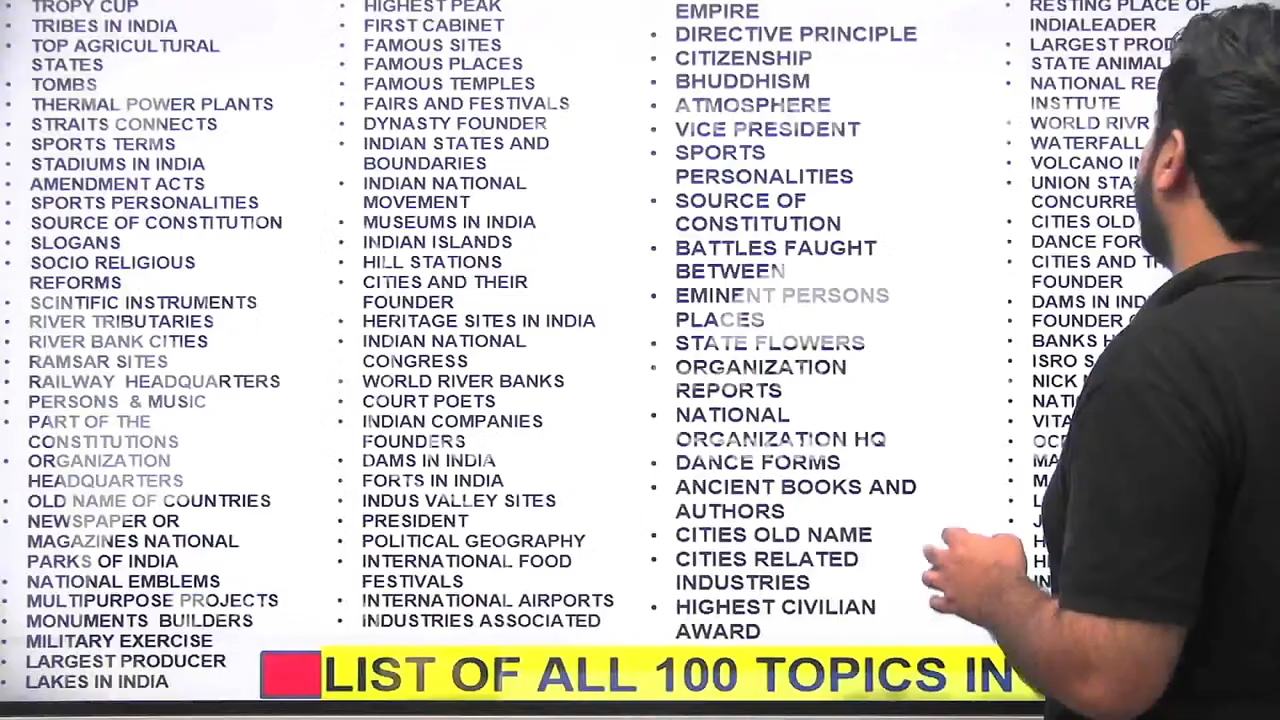 TROPY CUP
TRIBES IN INDIA
TOP AGRICULTURAL
STATES
TOMBS
THERMAL POWER PLANTS
STRAITS CONNECTS
SPORTS TERMS
STADIUMS IN INDIA
AMENDMENT ACTS
SPORTS PERSONALITIES
SOURCE OF CONSTITUTION
SLOGANS
SOCIO RELIGIOUS
REFORMS
SCINTIFIC INSTRUMENTS
RIVER TRIBUTARIES
RIVER BANK CITIES
RAMSAR SITES
RAILWAY HEADQUARTERS
PERSONS & MUSIC
PART OF THE
CONSTITUTIONS
ORGANIZATION
HEADQUARTERS
OLD NAME OF COUNTRIES
NEWSPAPER OR
MAGAZINES NATIONAL
PARKS OF INDIA
NATIONAL EMBLEMS
MULTIPURPOSE PROJECTS
MONUMENTS BUILDERS
MILITARY EXERCISE
LARGEST PRODUCER
LAKES IN INDIA
HIGHEST PEAK
FIRST CABINET
FAMOUS SITES
FAMOUS PLACES
FAMOUS TEMPLES
FAIRS AND FESTIVALS
DYNASTY FOUNDER
INDIAN STATES AND
BOUNDARIES
INDIAN NATIONAL
MOVEMENT
MUSEUMS IN INDIA
INDIAN ISLANDS
HILL STATIONS
CITIES AND THEIR
FOUNDER
HERITAGE SITES IN INDIA
INDIAN NATIONAL
CONGRESS
WORLD RIVER BANKS
COURT POETS
INDIAN COMPANIES
FOUNDERS
DAMS IN INDIA
FORTS IN INDIA
INDUS VALLEY SITES
PRESIDENT
POLITICAL GEOGRAPHY
INTERNATIONAL FOOD
FESTIVALS
INTERNATIONAL AIRPORTS
INDUSTRIES ASSOCIATED
EMPIRE
DIRECTIVE PRINCIPLE
CITIZENSHIP
BHUDDHISM
ATMOSPHERE
VICE PRESIDENT
SPORTS
PERSONALITIES
SOURCE OF
CONSTITUTION
BATTLES FAUGHT
BETWEEN
EMINENT PERSONS
PLACES
STATE FLOWERS
ORGANIZATION
REPORTS
NATIONAL
ORGANIZATION HQ
DANCE FORMS
ANCIENT BOOKS AND
AUTHORS
CITIES OLD NAME
CITIES RELATED
INDUSTRIES
HIGHEST CIVILIAN
AWARD
RESTING PLACE OF
INDIALEADER
LARGEST
STATE ANIMAL
NATIONAL
INSTTUTE
WORLD RIVR
WATERFALL
VOLCANO
UNION
CITIES OLD
DANCE
CITIES AND
FOUNDER
DAMS IN
FOUNDER
BANKS
ISRO
NICK
LIST OF ALL 100 TOPICS IN